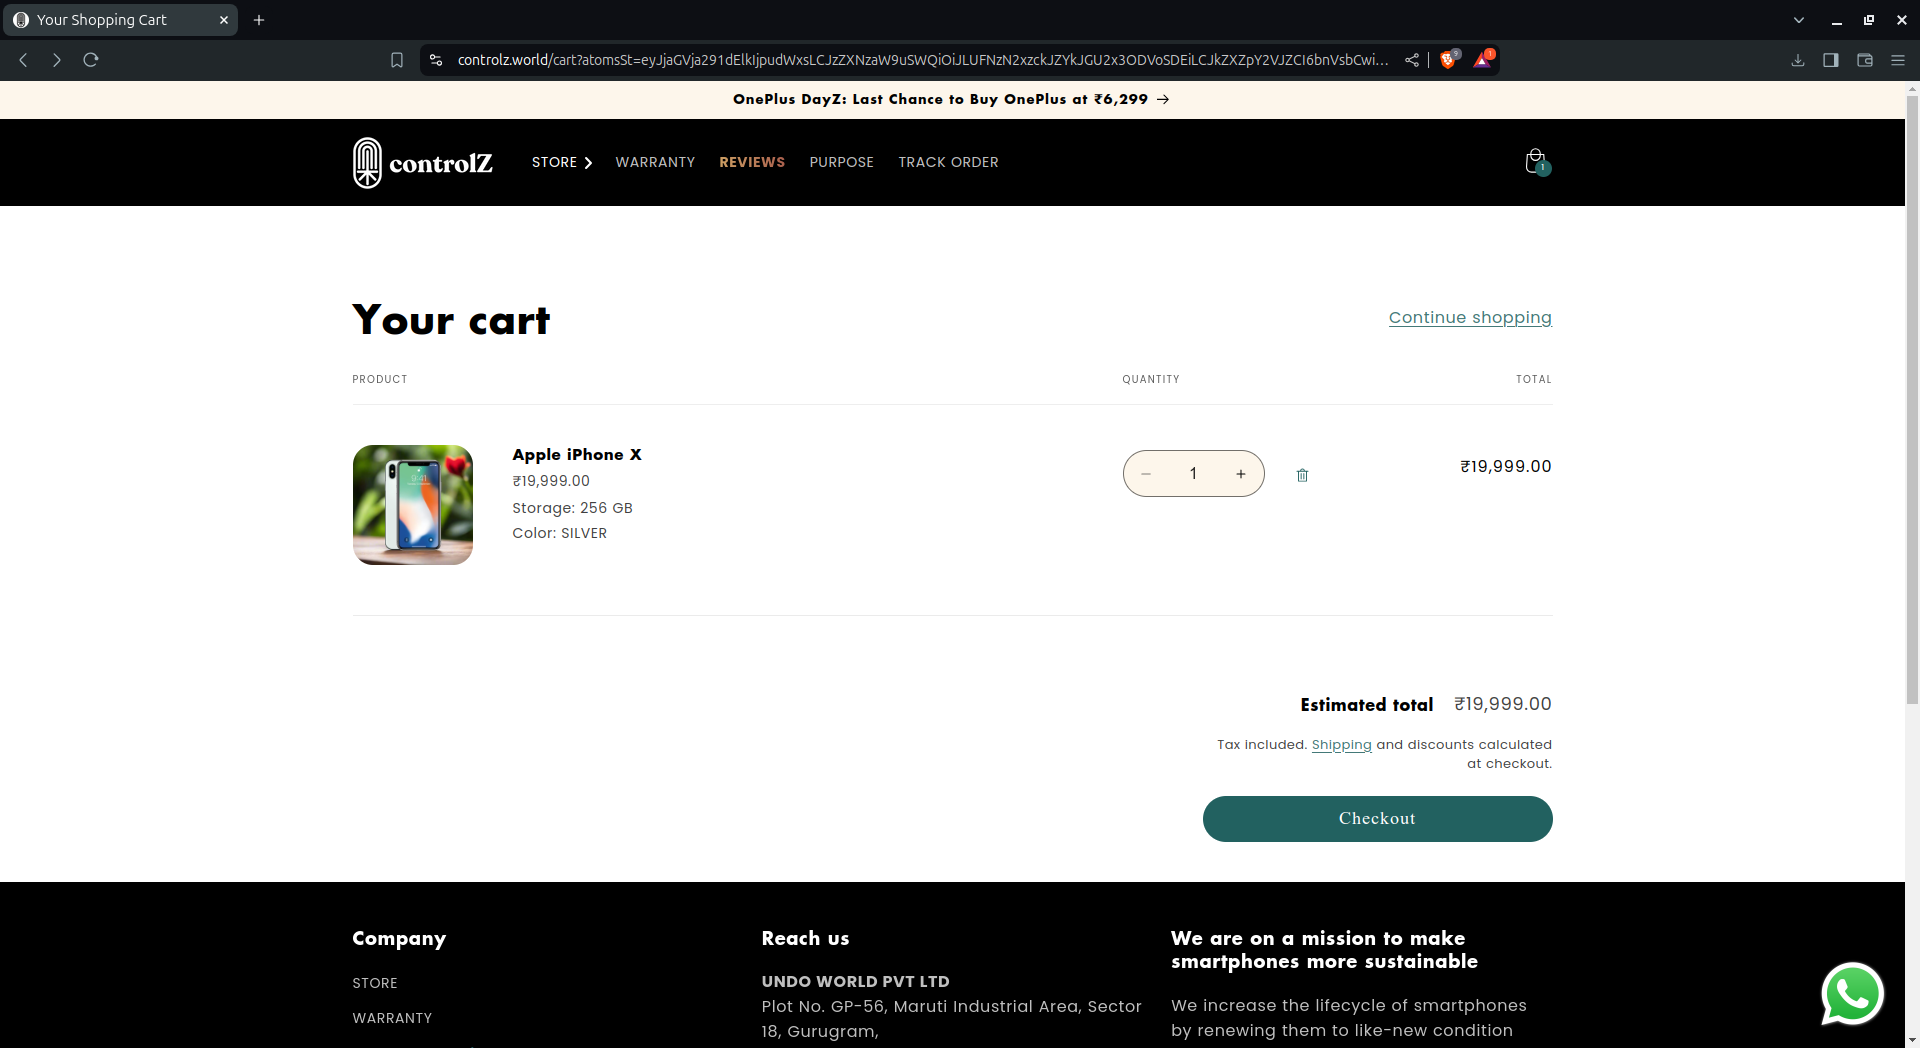 Your Shopping Cart
controlz.world/cart?atomsSt=eyJjaGVja291dElkIjpudWxsLCJzZXNzaW9uSWQiOiJLUFNzN2xzckJZYkJGU2x3ODVoSDEiLCJkZXZpY2VJZCI6bnVsbCwi...
9
1
OnePlus DayZ: Last Chance to Buy OnePlus at ₹6,299 →
controlZ
STORE
WARRANTY
REVIEWS
PURPOSE
TRACK ORDER
1
Your cart
Continue shopping
PRODUCT
QUANTITY
TOTAL
Apple iPhone X
₹19,999.00
Storage: 256 GB
Color: SILVER
− 1 +
₹19,999.00
Estimated total ₹19,999.00
Tax included. Shipping and discounts calculated
at checkout.
Checkout
Company
STORE
WARRANTY
Reach us
UNDO WORLD PVT LTD
Plot No. GP-56, Maruti Industrial Area, Sector
18, Gurugram,
We are on a mission to make
smartphones more sustainable
We increase the lifecycle of smartphones
by renewing them to like-new condition